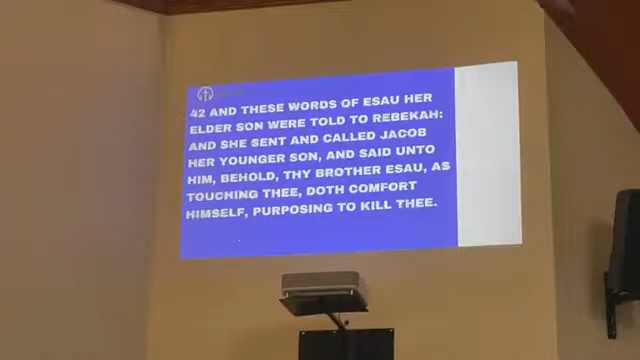 42 AND THESE WORDS OF ESAU HER
ELDER SON WERE TOLD TO REBEKAH:
AND SHE SENT AND CALLED JACOB
HER YOUNGER SON, AND SAID UNTO
HIM, BEHOLD, THY BROTHER ESAU, AS
TOUCHING THEE, DOTH COMFORT
HIMSELF, PURPOSING TO KILL THEE.